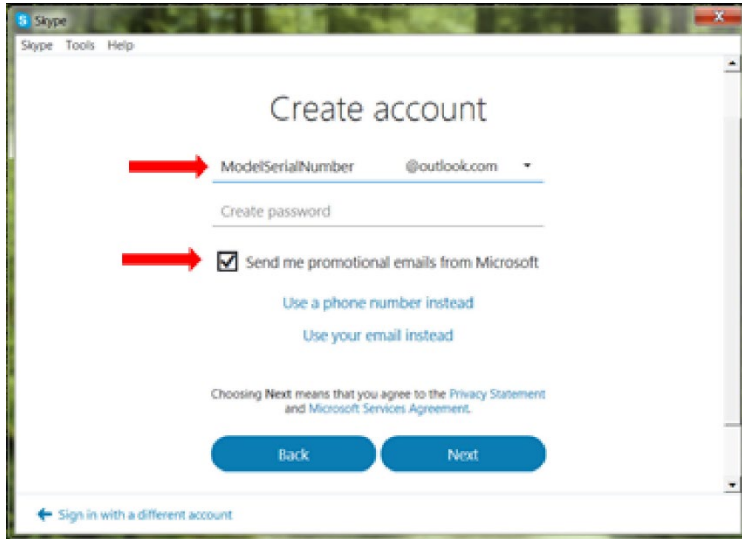 Skype
Skype Tools Help
Create account
ModelSerialNumber @outlook.com
Create password
Send me promotional emails from Microsoft
Use a phone number instead
Use your email instead
Choosing Next means that you agree to the Privacy Statement
and Microsoft Services Agreement.
Back Next
Sign in with a different account